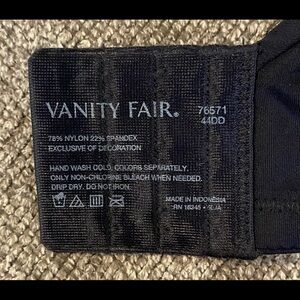 VANITY FAIR®
76571
44DD
78% NYLON 22% SPANDEX
EXCLUSIVE OF DECORATION
HAND WASH COLD, COLORS SEPARATELY.
ONLY NON-CHLORINE BLEACH WHEN NEEDED.
DRIP DRY. DO NOT IRON.
MADE IN INDONESIA
RN 16345